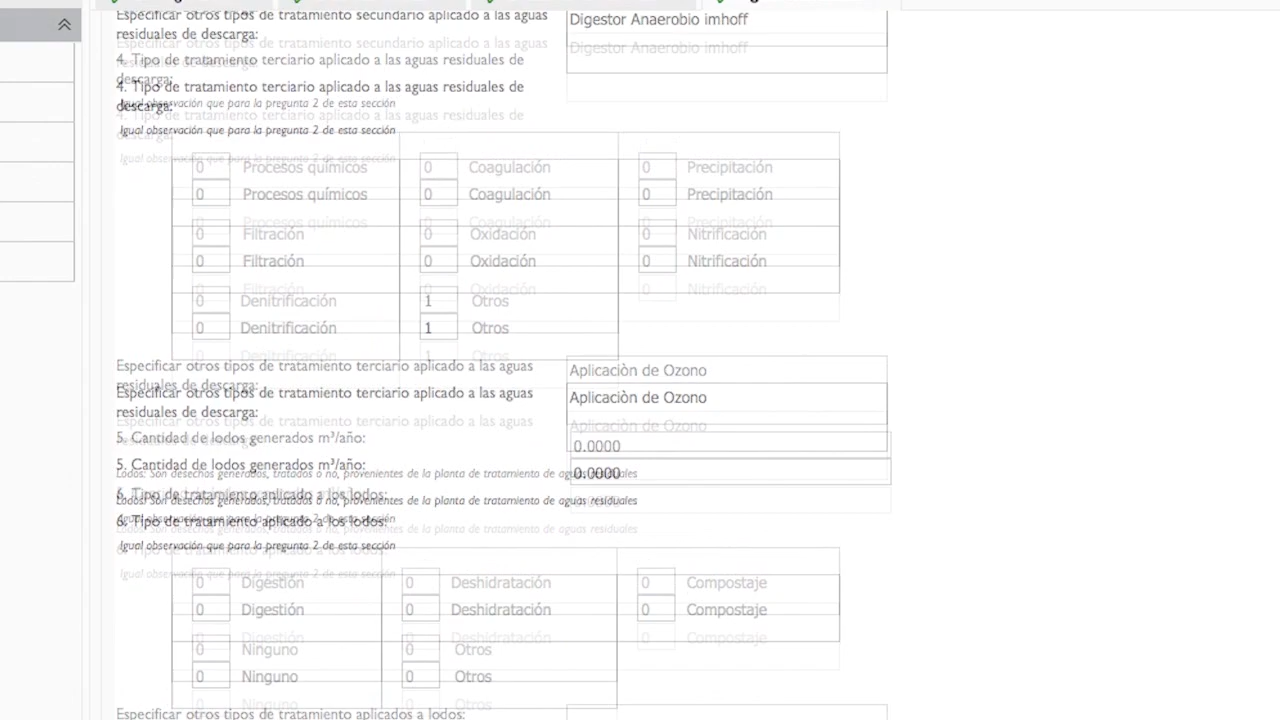 Especificar otros tipos de tratamiento secundario aplicado a las aguas
residuales de descarga:
Digestor Anaerobio imhoff
4. Tipo de tratamiento terciario aplicado a las aguas residuales de
descarga:
Igual observación que para la pregunta 2 de esta sección
0 Procesos químicos 0 Coagulación 0 Precipitación
0 Filtración 0 Oxidación 0 Nitrificación
0 Denitrificación 1 Otros
Especificar otros tipos de tratamiento terciario aplicado a las aguas
residuales de descarga:
Aplicaciòn de Ozono
5. Cantidad de lodos generados m³/año:
0.0000
Lodos: Son desechos generados, tratados o no, provenientes de la planta de tratamiento de aguas residuales
6. Tipo de tratamiento aplicado a los lodos:
Igual observación que para la pregunta 2 de esta sección
0 Digestión 0 Deshidratación 0 Compostaje
0 Ninguno 0 Otros
Especificar otros tipos de tratamiento aplicados a lodos: